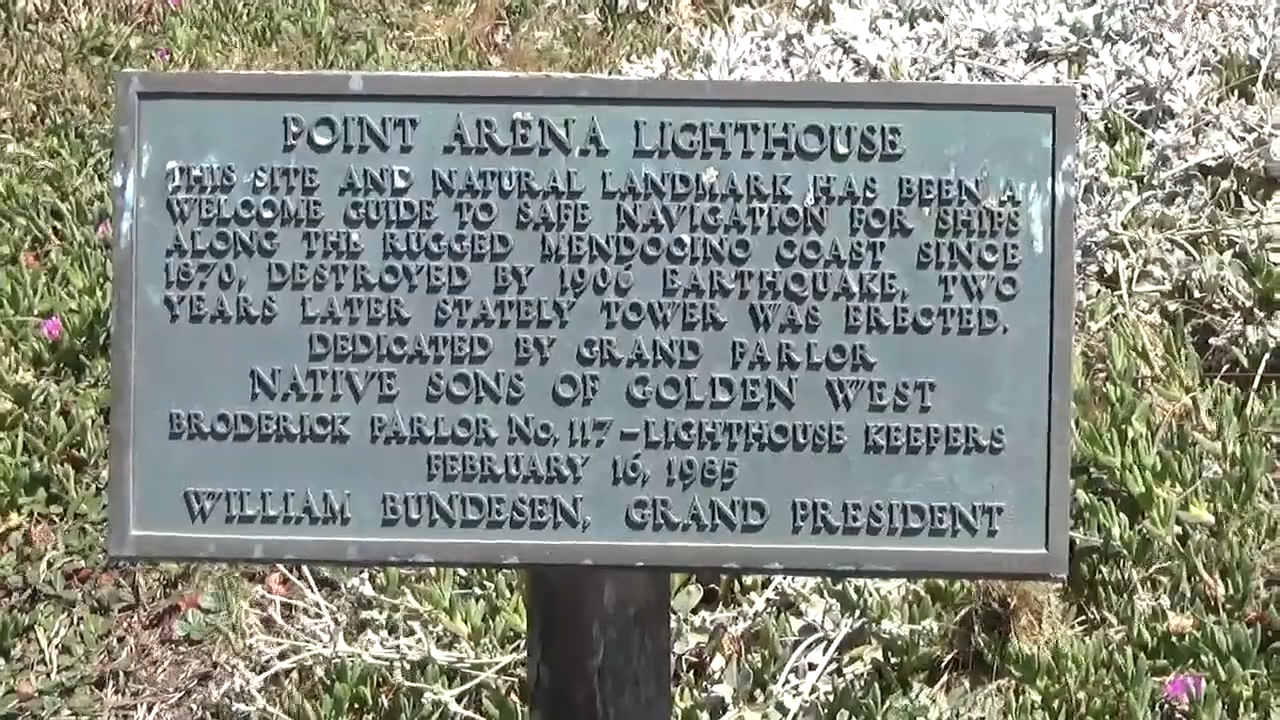 POINT ARENA LIGHTHOUSE
THIS SITE AND NATURAL LANDMARK HAS BEEN A
WELCOME GUIDE TO SAFE NAVIGATION FOR SHIPS
ALONG THE RUGGED MENDOCINO COAST SINCE
1870, DESTROYED BY 1906 EARTHQUAKE, TWO
YEARS LATER STATELY TOWER WAS ERECTED.
DEDICATED BY GRAND PARLOR
NATIVE SONS OF GOLDEN WEST
BRODERICK PARLOR No. 117 – LIGHTHOUSE KEEPERS
FEBRUARY 16, 1985
WILLIAM BUNDESEN, GRAND PRESIDENT